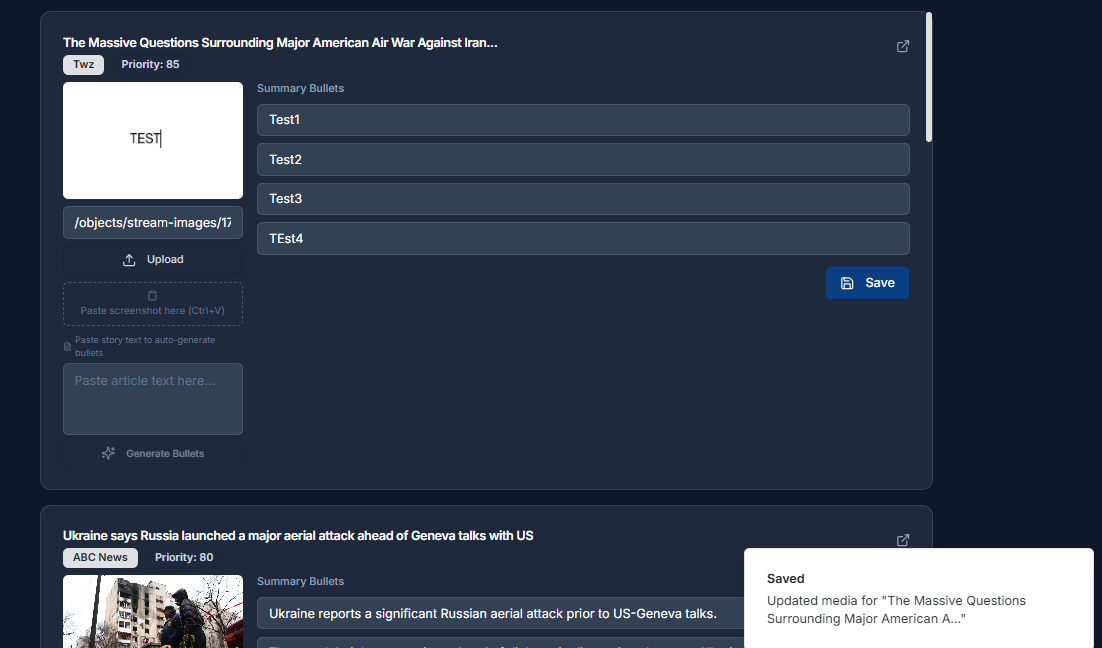 The Massive Questions Surrounding Major American Air War Against Iran...
Twz Priority: 85
TEST
Summary Bullets
Test1
Test2
Test3
TEst4
/objects/stream-images/17
Upload
Paste screenshot here (Ctrl+V)
Paste story text to auto-generate
bullets
Paste article text here...
Generate Bullets
Save
Ukraine says Russia launched a major aerial attack ahead of Geneva talks with US
ABC News Priority: 80
Summary Bullets
Ukraine reports a significant Russian aerial attack prior to US-Geneva talks.
Saved
Updated media for "The Massive Questions
Surrounding Major American A..."